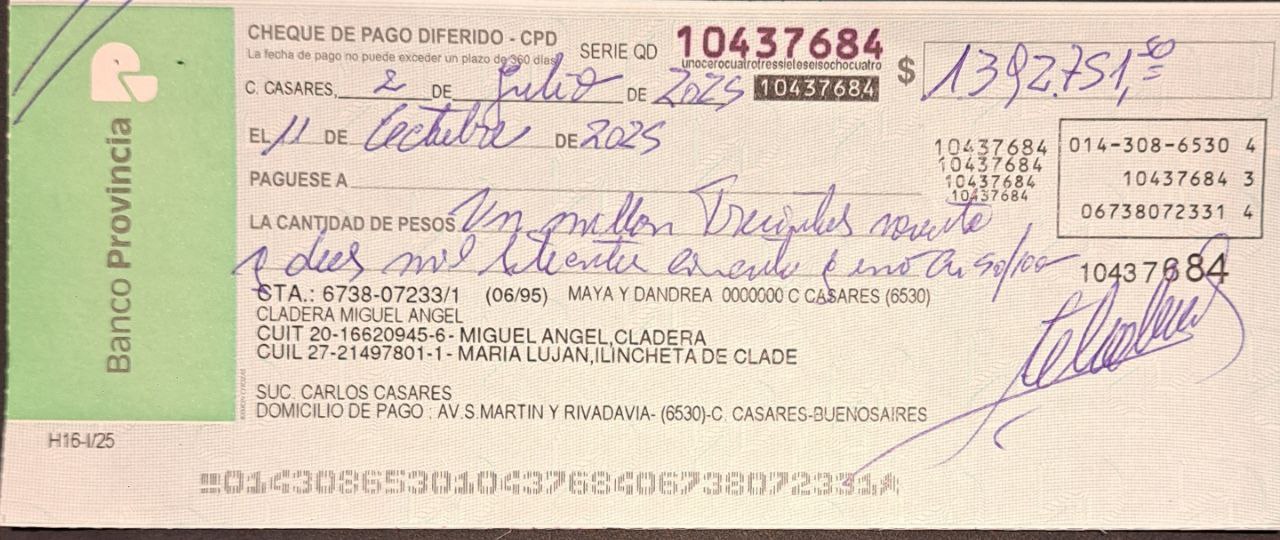 CHEQUE DE PAGO DIFERIDO - CPD
La fecha de pago no puede exceder un plazo de 360 días
SERIE QD
10437684
unocerocuatrotressieteseisochocuatro
10437684
$ 1392.751,50
C. CASARES, 2 DE Julio DE 2025
EL 11 DE Octubre DE 2025
PAGUESE A
10437684
10437684
10437684
10437684
014-308-6530 4
10437684 3
06738072331 4
LA CANTIDAD DE PESOS Un millon Trecientos noventa
y dos mil setecientos cincuenta y uno con 50/100
10437684
CTA.: 6738-07233/1 (06/95) MAYA Y DANDREA 0000000 C CASARES (6530)
CLADERA MIGUEL ANGEL
CUIT 20-16620945-6- MIGUEL ANGEL,CLADERA
CUIL 27-21497801-1- MARIA LUJAN,ILINCHETA DE CLADE
SUC. CARLOS CASARES
DOMICILIO DE PAGO : AV.S.MARTIN Y RIVADAVIA- (6530)-C. CASARES-BUENOSAIRES
Banco Provincia
H16-I/25
01430865301043768406738072331